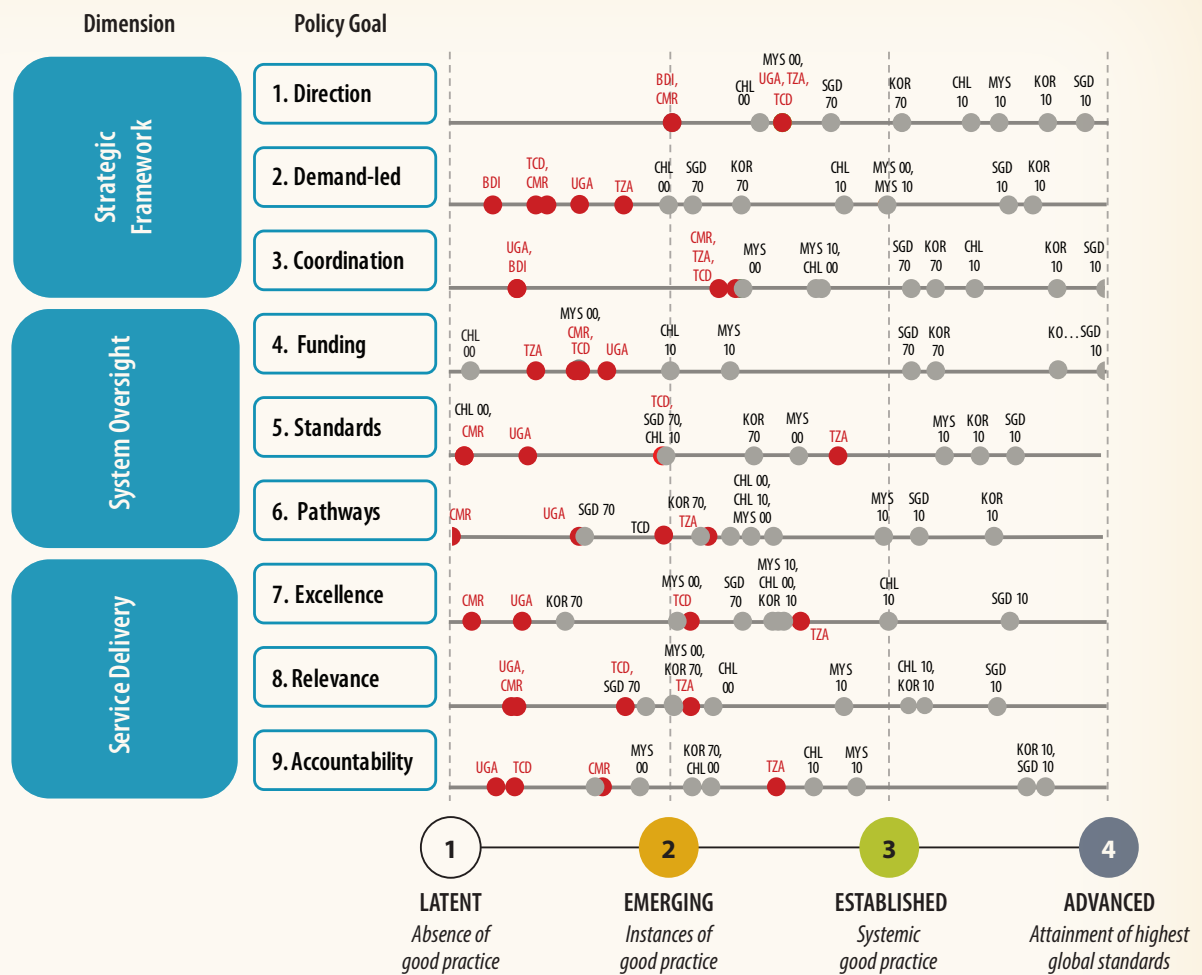 Dimension
Policy Goal
Strategic
Framework
1. Direction
BDI,
CMR
CHL
00
MYS 00,
UGA, TZA,
TCD
SGD
70
KOR
70
CHL
10
MYS
10
KOR
10
SGD
10
2. Demand-led
BDI
TCD,
CMR
UGA
TZA
CHL
00
SGD
70
KOR
70
CHL
10
MYS 00,
MYS 10
SGD
10
KOR
10
3. Coordination
UGA,
BDI
CMR,
TZA,
TCD
MYS
00
MYS 10,
CHL 00
SGD
70
KOR
70
CHL
10
KOR
10
SGD
10
System Oversight
4. Funding
CHL
00
TZA
MYS 00,
CMR,
TCD
UGA
CHL
10
MYS
10
SGD
70
KOR
70
KO...SGD
10
5. Standards
CHL 00,
CMR
UGA
TCD,
SGD 70,
CHL 10
KOR
70
MYS
00
TZA
MYS
10
KOR
10
SGD
10
6. Pathways
CMR
UGA
SGD 70
TCD
KOR 70,
TZA
CHL 00,
CHL 10,
MYS 00
MYS
10
SGD
10
KOR
10
Service Delivery
7. Excellence
CMR
UGA
KOR 70
MYS 00,
TCD
SGD
70
MYS 10,
CHL 00,
KOR 10
TZA
CHL
10
SGD 10
8. Relevance
UGA,
CMR
TCD,
SGD 70
MYS 00,
KOR 70,
TZA
CHL
00
MYS
10
CHL 10,
KOR 10
SGD
10
9. Accountability
UGA
TCD
CMR
MYS
00
KOR 70,
CHL 00
TZA
CHL
10
MYS
10
KOR 10,
SGD 10
1
2
3
4
LATENT
Absence of
good practice
EMERGING
Instances of
good practice
ESTABLISHED
Systemic
good practice
ADVANCED
Attainment of highest
global standards